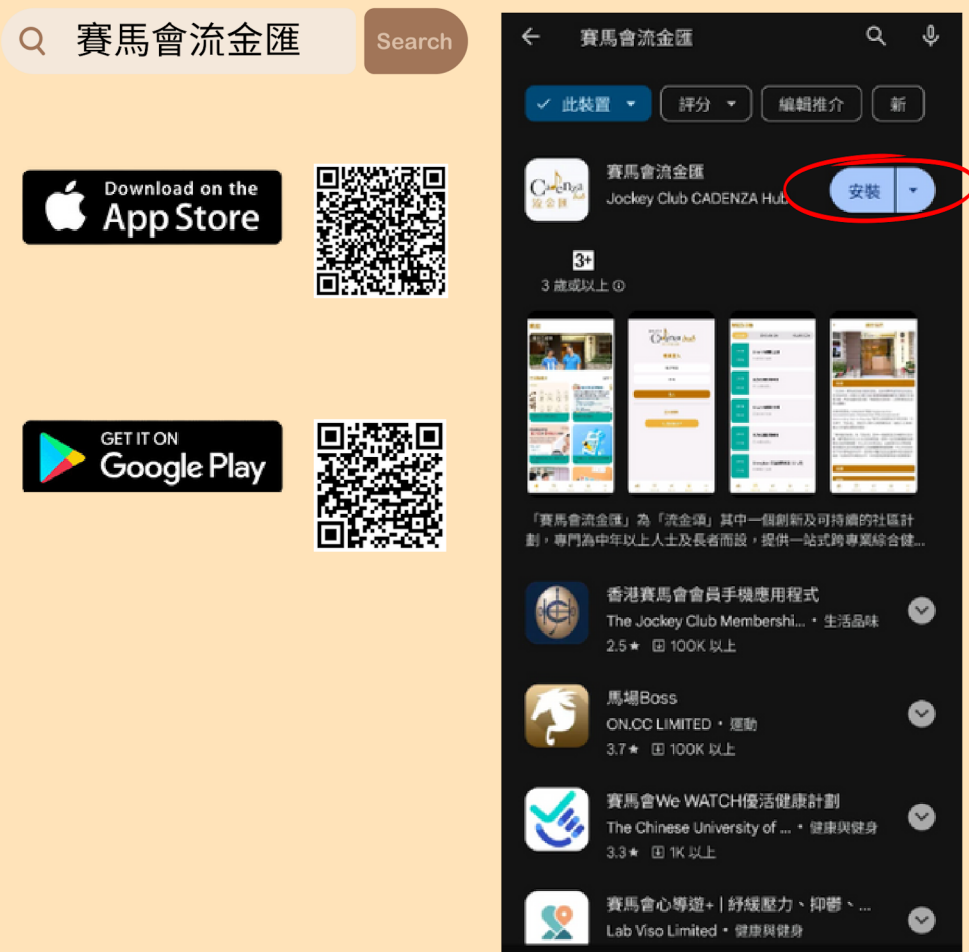 賽馬會流金匯
Search
Download on the
App Store
GET IT ON
Google Play
賽馬會流金匯
此裝置
評分
編輯推介
新
Cadenza
流金匯
賽馬會流金匯
Jockey Club CADENZA Hub
安裝
3+
3 歲或以上
「賽馬會流金匯」為「流金頌」其中一個創新及可持續的社區計
劃，專門為中年以上人士及長者而設，提供一站式跨專業綜合健...
香港賽馬會會員手機應用程式
The Jockey Club Membershi... • 生活品味
2.5★ 100K 以上
馬場Boss
ON.CC LIMITED • 運動
3.7★ 100K 以上
賽馬會We WATCH優活健康計劃
The Chinese University of ... • 健康與健身
3.3★ 1K 以上
賽馬會心導遊+ | 紓緩壓力、抑鬱、...
Lab Viso Limited • 健康與健身